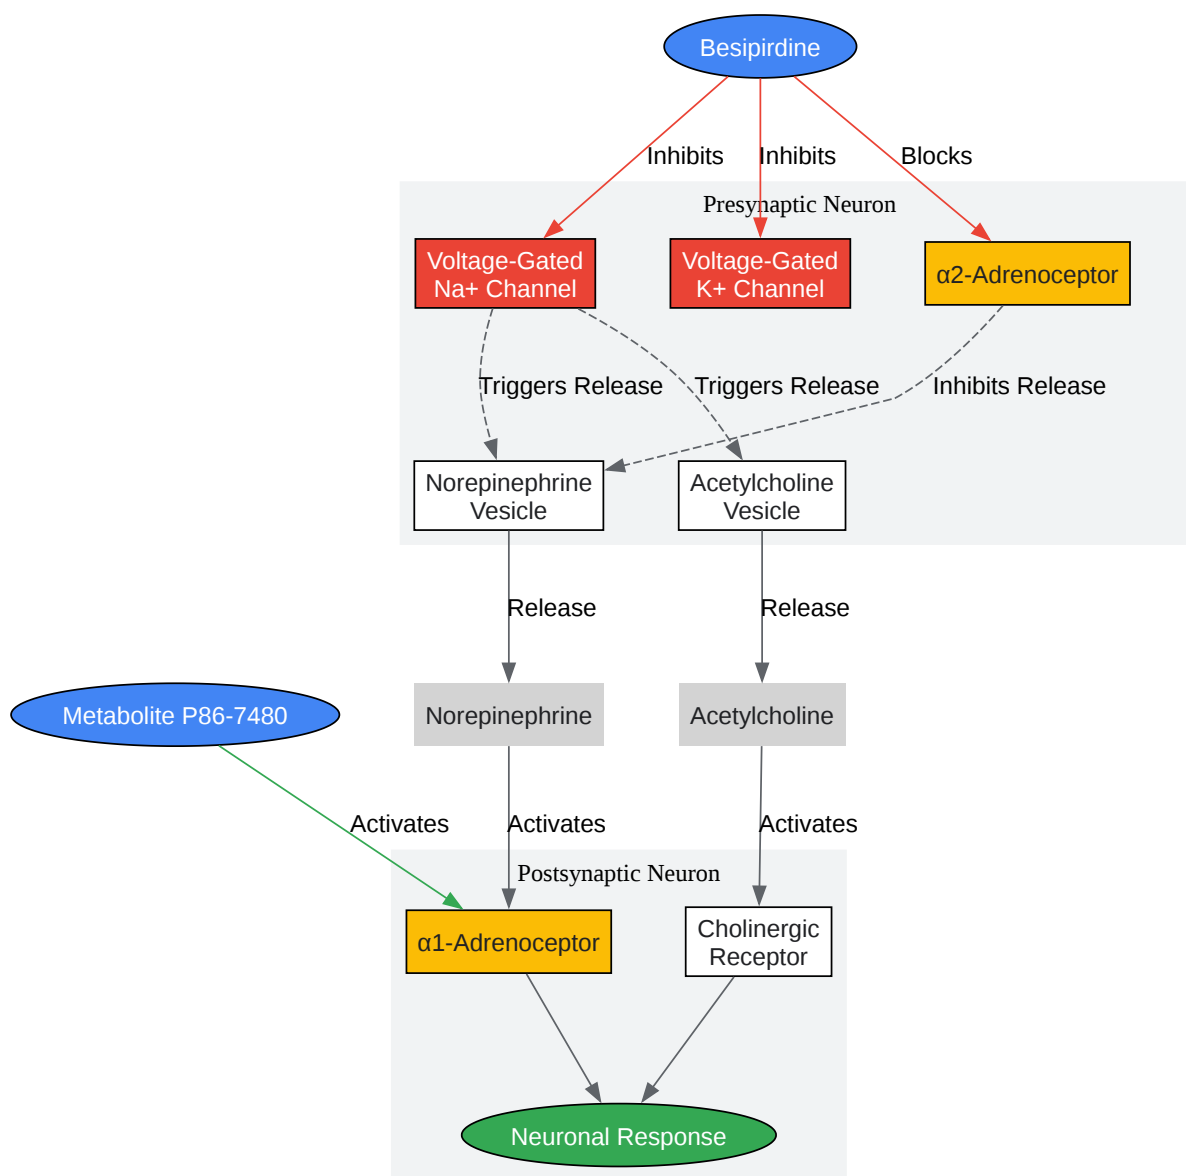 Besipirdine
Inhibits
Inhibits
Blocks
Presynaptic Neuron
Voltage-Gated
Na+ Channel
Voltage-Gated
K+ Channel
α2-Adrenoceptor
Triggers Release
Triggers Release
Inhibits Release
Norepinephrine
Vesicle
Acetylcholine
Vesicle
Release
Release
Metabolite P86-7480
Norepinephrine
Acetylcholine
Activates
Activates
Activates
Postsynaptic Neuron
α1-Adrenoceptor
Cholinergic
Receptor
Neuronal Response